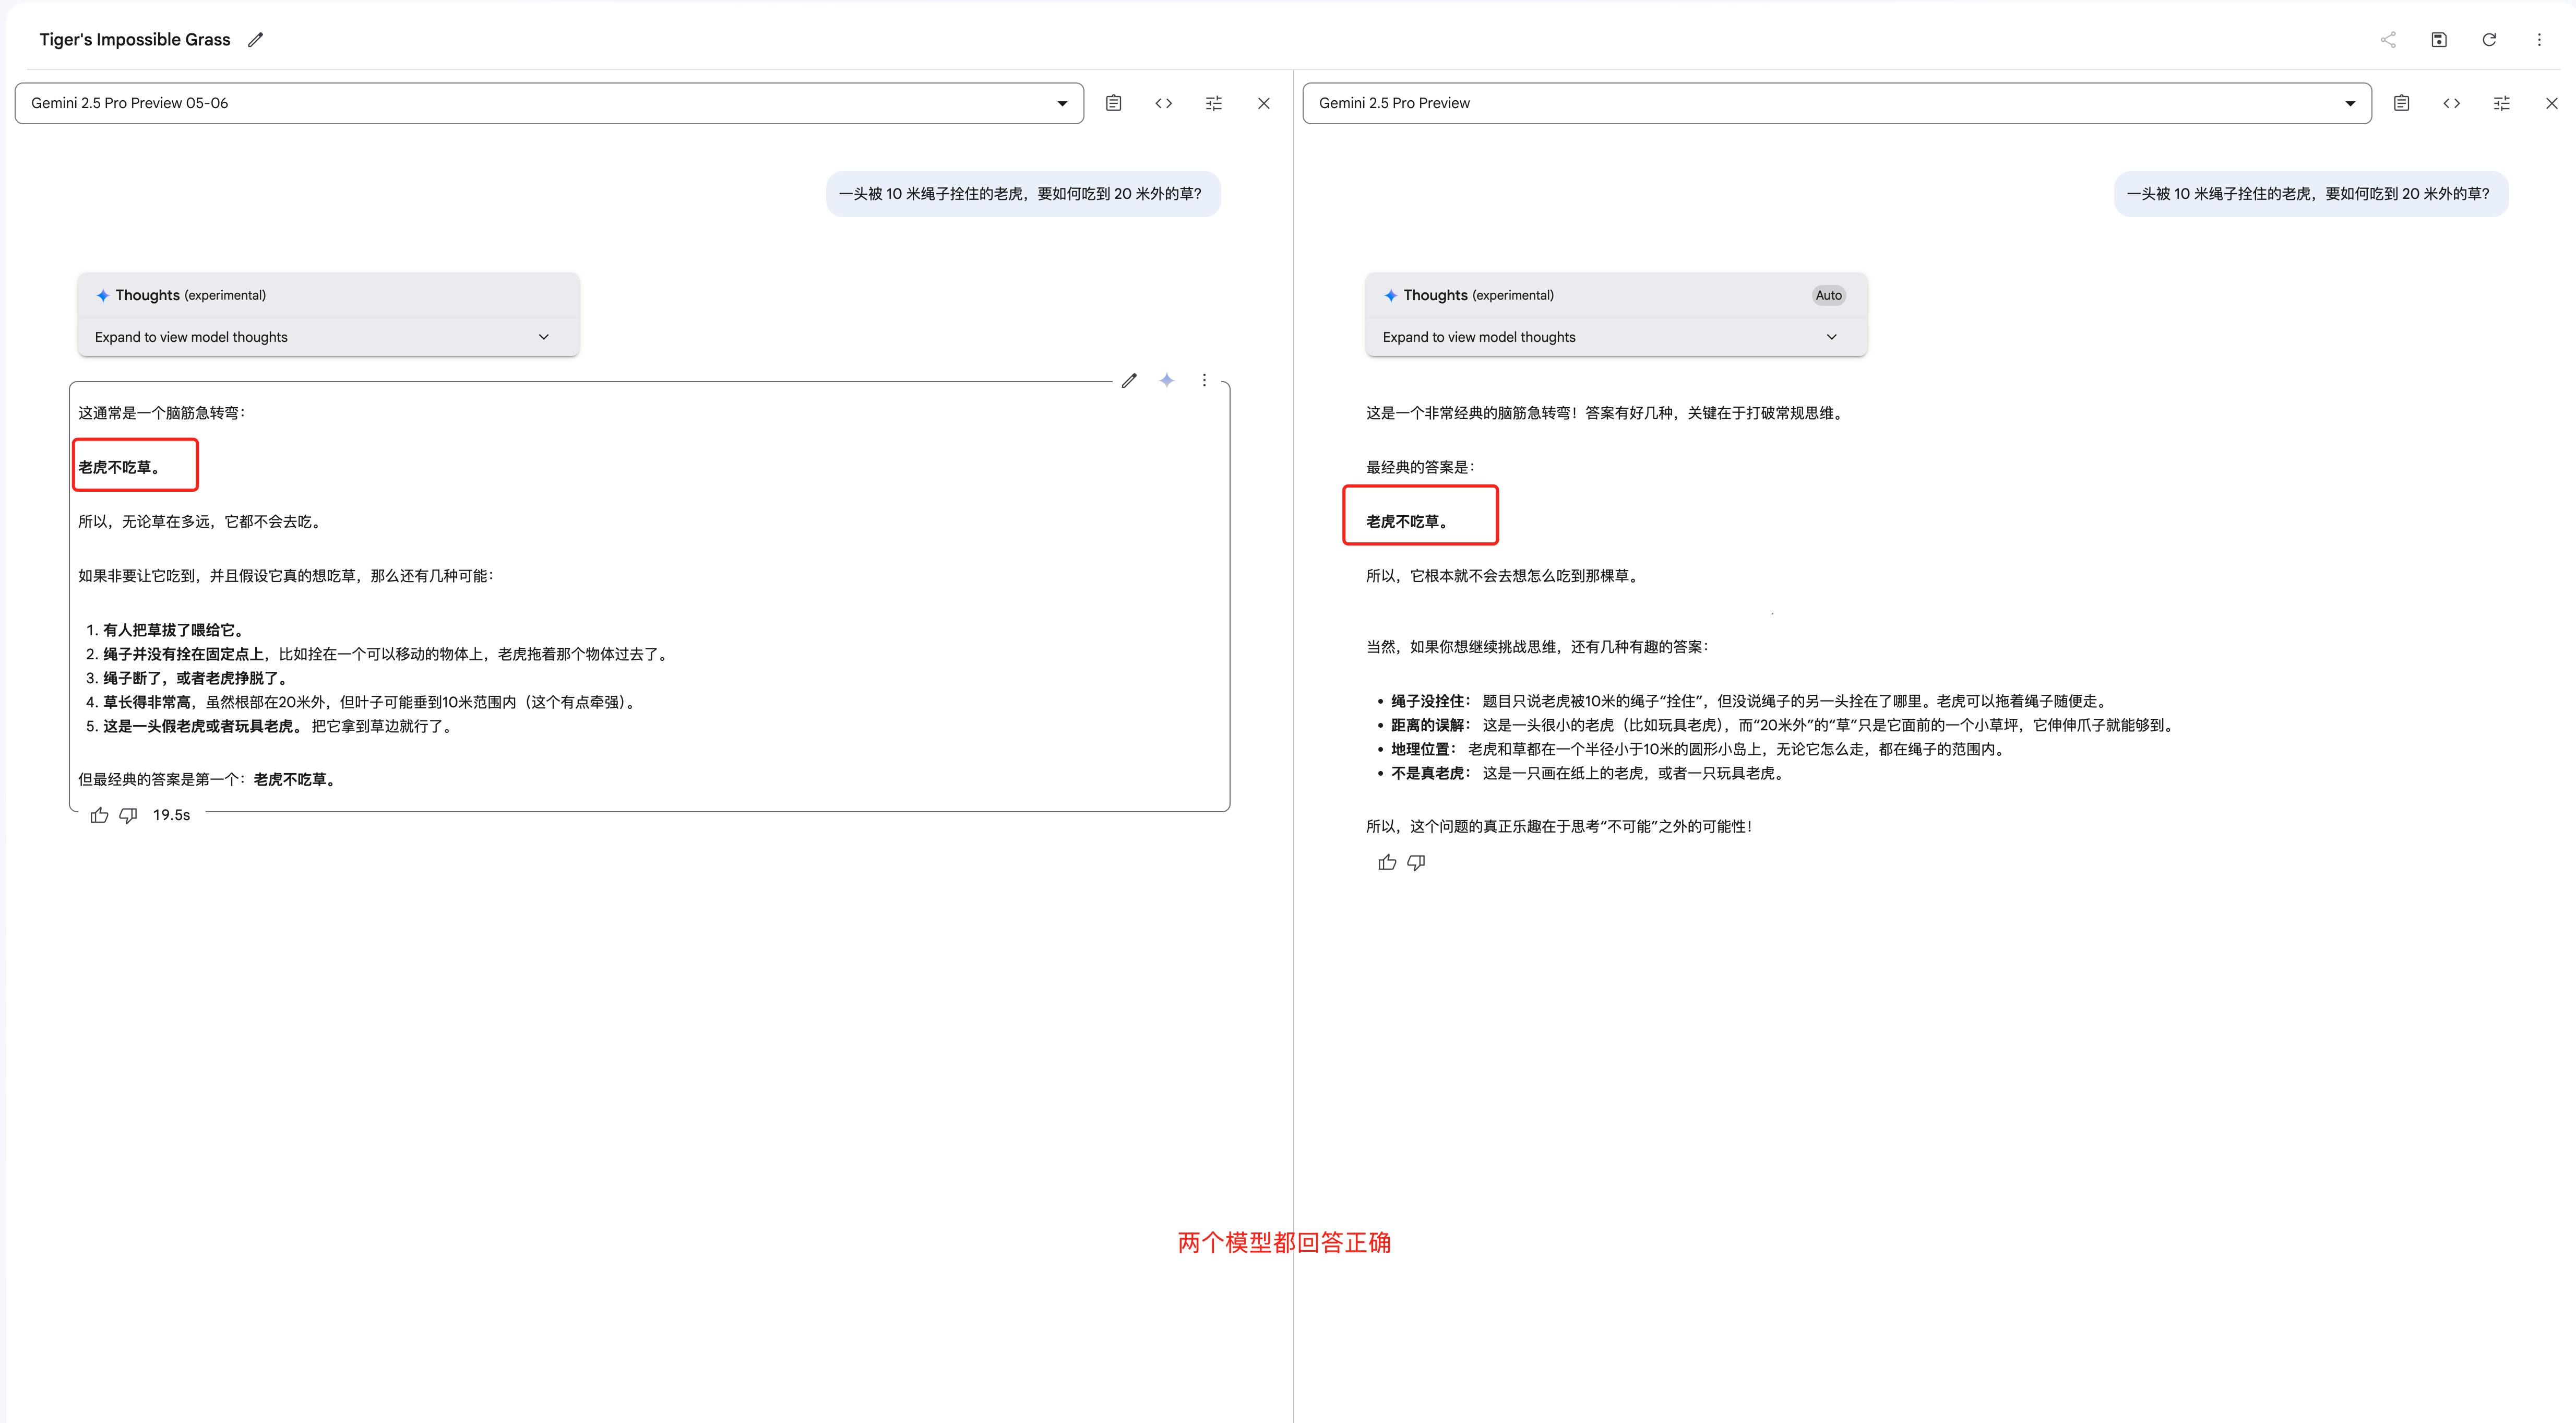 Tiger's Impossible Grass
Gemini 2.5 Pro Preview 05-06
一头被 10 米绳子拴住的老虎，要如何吃到 20 米外的草？
Thoughts (experimental)
Expand to view model thoughts
这通常是一个脑筋急转弯：
老虎不吃草。
所以，无论草在多远，它都不会去吃。
如果非要让它吃到，并且假设它真的想吃草，那么还有几种可能：
1. 有人把草拔了喂给它。
2. 绳子并没有拴在固定点上，比如拴在一个可以移动的物体上，老虎拖着那个物体过去了。
3. 绳子断了，或者老虎挣脱了。
4. 草长得非常高，虽然根部在20米外，但叶子可能垂到10米范围内（这个有点牵强）。
5. 这是一头假老虎或者玩具老虎。 把它拿到草边就行了。
但最经典的答案是第一个：老虎不吃草。
19.5s
Gemini 2.5 Pro Preview
一头被 10 米绳子拴住的老虎，要如何吃到 20 米外的草？
Thoughts (experimental) Auto
Expand to view model thoughts
这是一个非常经典的脑筋急转弯！答案有好几种，关键在于打破常规思维。
最经典的答案是：
老虎不吃草。
所以，它根本就不会去想怎么吃到那棵草。
当然，如果你想继续挑战思维，还有几种有趣的答案：
• 绳子没拴住： 题目只说老虎被10米的绳子“拴住”，但没说绳子的另一头拴在了哪里。老虎可以拖着绳子随便走。
• 距离的误解： 这是一头很小的老虎（比如玩具老虎），而“20米外”的“草”只是它面前的一个小草坪，它伸伸爪子就能够到。
• 地理位置： 老虎和草都在一个半径小于10米的圆形小岛上，无论它怎么走，都在绳子的范围内。
• 不是真老虎： 这是一只画在纸上的老虎，或者一只玩具老虎。
所以，这个问题的真正乐趣在于思考“不可能”之外的可能性！
两个模型都回答正确